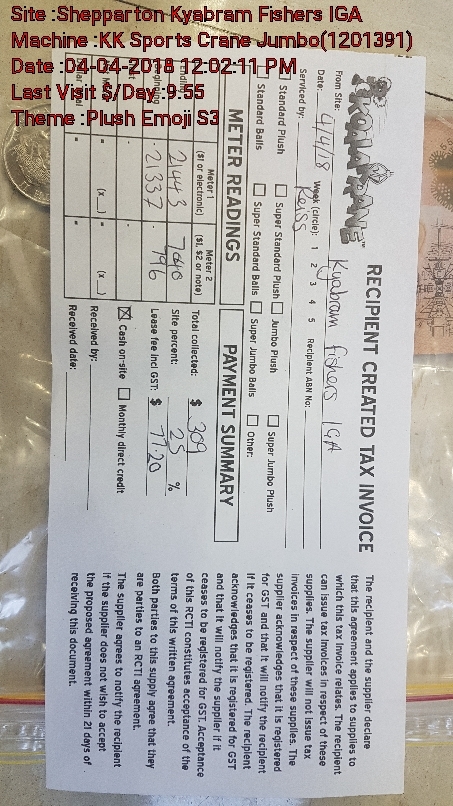 Site :Shepparton Kyabram Fishers IGA
Machine :KK Sports Crane Jumbo(1201391)
Date :04-04-2018 12:02:11 PM
Last Visit $/Day :9.55
Theme :Plush Emoji S3
KOALA KRANE™
RECIPIENT CREATED TAX INVOICE
From Site: Kyabram Fishers IGA
Date: 4/4/18 Week (circle): 1 2 3 4 5 Recipient ABN No:
Serviced by: Reiss
Standard Plush Super Standard Plush Jumbo Plush Super Jumbo Plush
Standard Balls Super Standard Balls Super Jumbo Balls Other:
METER READINGS
Meter 1 ($1 or electronic)
Meter 2 ($1, $2 or note)
21443
21337 796
(x )
(x )
PAYMENT SUMMARY
Total collected: $ 309
Site percent: 25 %
Lease fee incl GST: $ 77.20
Cash on-site Monthly direct credit
Received by:
Received date:
The recipient and the supplier declare
that this agreement applies to supplies to
which this tax invoice relates. The recipient
can issue tax invoices in respect of these
supplies. The supplier will not issue tax
invoices in respect of these supplies. The
supplier acknowledges that it is registered
for GST and that it will notify the recipient
if it ceases to be registered. The recipient
acknowledges that it is registered for GST
and that it will notify the supplier if it
ceases to be registered for GST. Acceptance
of this RCTI constitutes acceptance of the
terms of this written agreement.
Both parties to this supply agree that they
are parties to an RCTI agreement.
The supplier agrees to notify the recipient
if the supplier does not wish to accept
the proposed agreement within 21 days of
receiving this document.